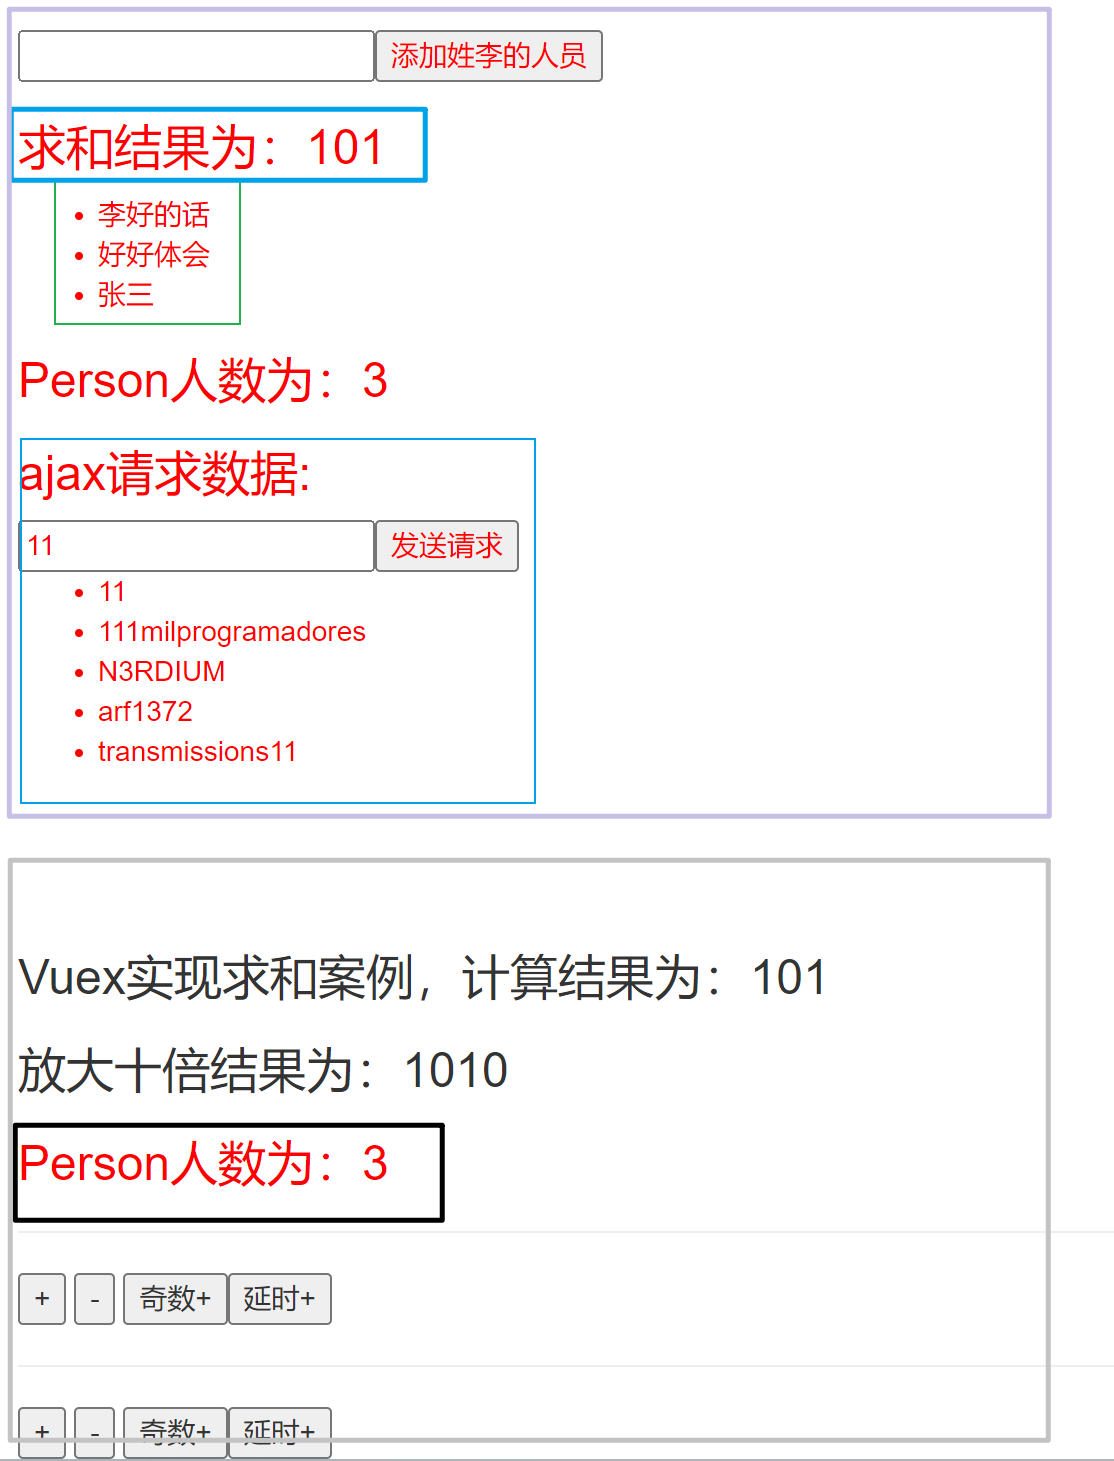 添加姓李的人员
求和结果为：101
李好的话
好好体会
张三
Person人数为：3
ajax请求数据:
11 发送请求
11
111milprogramadores
N3RDIUM
arf1372
transmissions11
Vuex实现求和案例，计算结果为：101
放大十倍结果为：1010
Person人数为：3
+ - 奇数+ 延时+
+ - 奇数+ 延时+